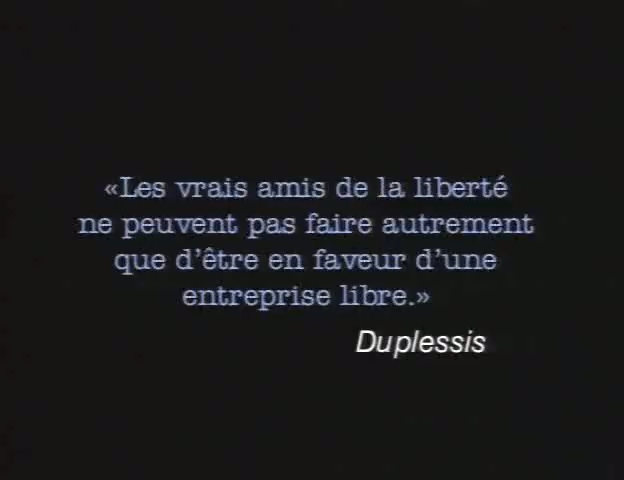 «Les vrais amis de la liberté
ne peuvent pas faire autrement
que d'être en faveur d'une
entreprise libre.»
Duplessis